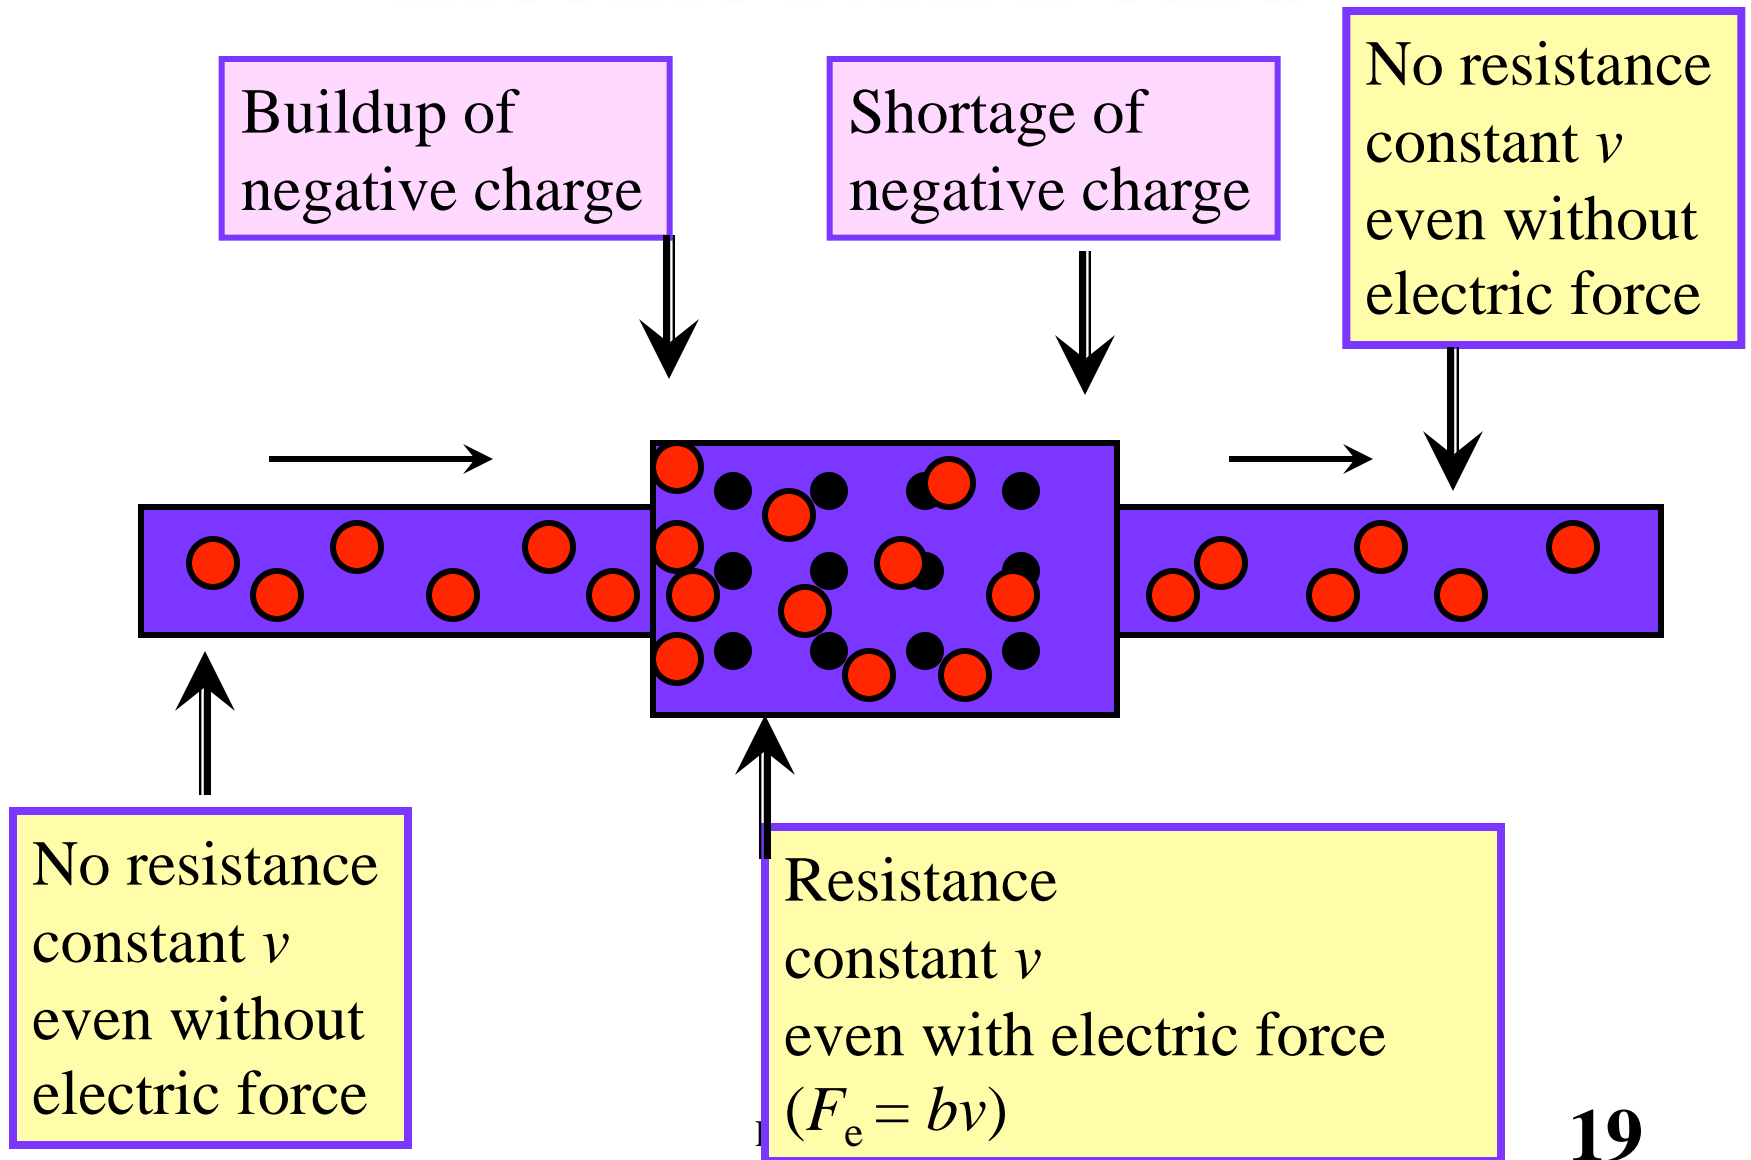 Buildup of
negative charge
Shortage of
negative charge
No resistance
constant v
even without
electric force
No resistance
constant v
even without
electric force
Resistance
constant v
even with electric force
(Fₑ = bv)
19